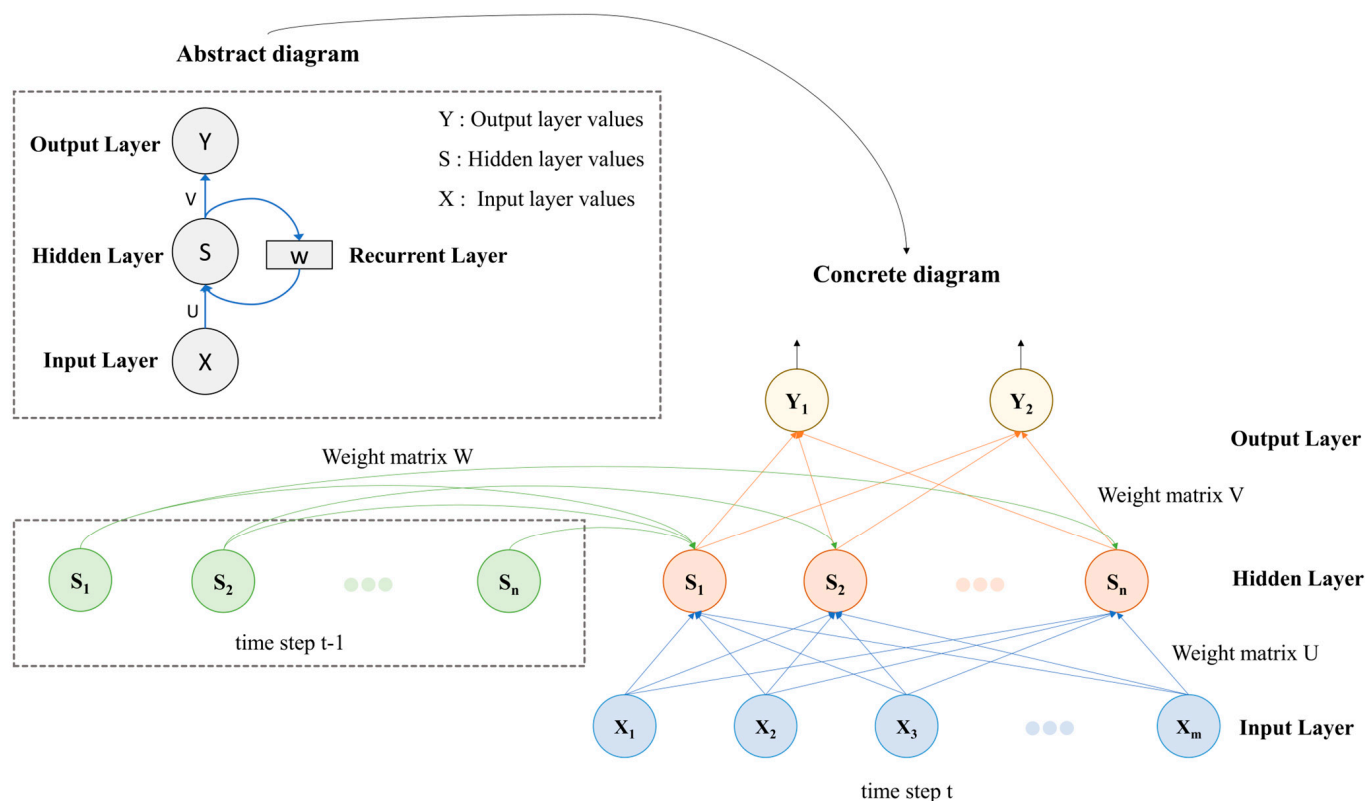 Abstract diagram
Output Layer
Y
Y : Output layer values
S : Hidden layer values
X : Input layer values
V
Hidden Layer
S
w
Recurrent Layer
U
Input Layer
X
Concrete diagram
Y1
Y2
Output Layer
Weight matrix W
Weight matrix V
S1
S2
Sn
S1
S2
Sn
Hidden Layer
time step t-1
Weight matrix U
X1
X2
X3
Xm
Input Layer
time step t